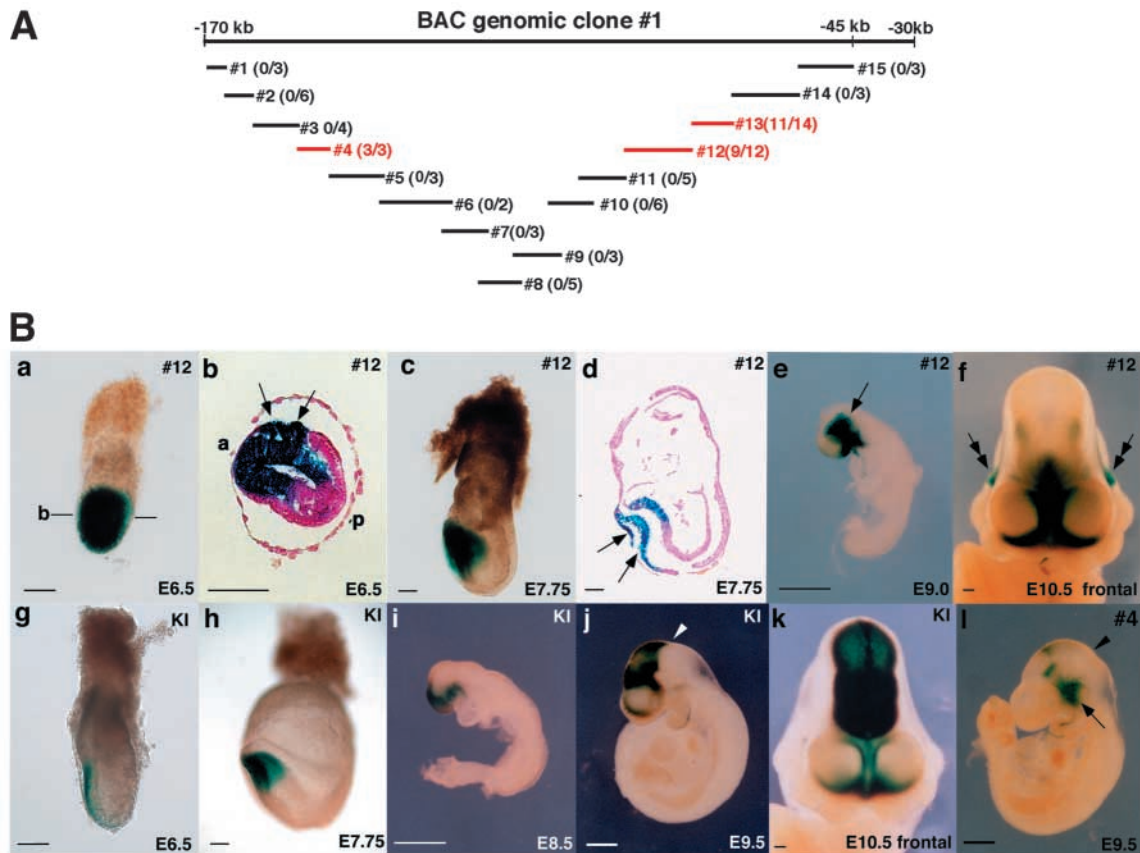 A
BAC genomic clone #1
-170 kb
-45 kb
-30kb
#1 (0/3)
#15 (0/3)
#2 (0/6)
#14 (0/3)
#3 0/4)
#13(11/14)
#4 (3/3)
#12(9/12)
#5 (0/3)
#11 (0/5)
#6 (0/2)
#10 (0/6)
#7(0/3)
#9 (0/3)
#8 (0/5)
B
a
#12
b
E6.5
b
#12
a
p
E6.5
c
#12
E7.75
d
#12
E7.75
e
#12
E9.0
f
#12
E10.5 frontal
g
KI
E6.5
h
KI
E7.75
i
KI
E8.5
j
KI
E9.5
k
KI
E10.5 frontal
l
#4
E9.5